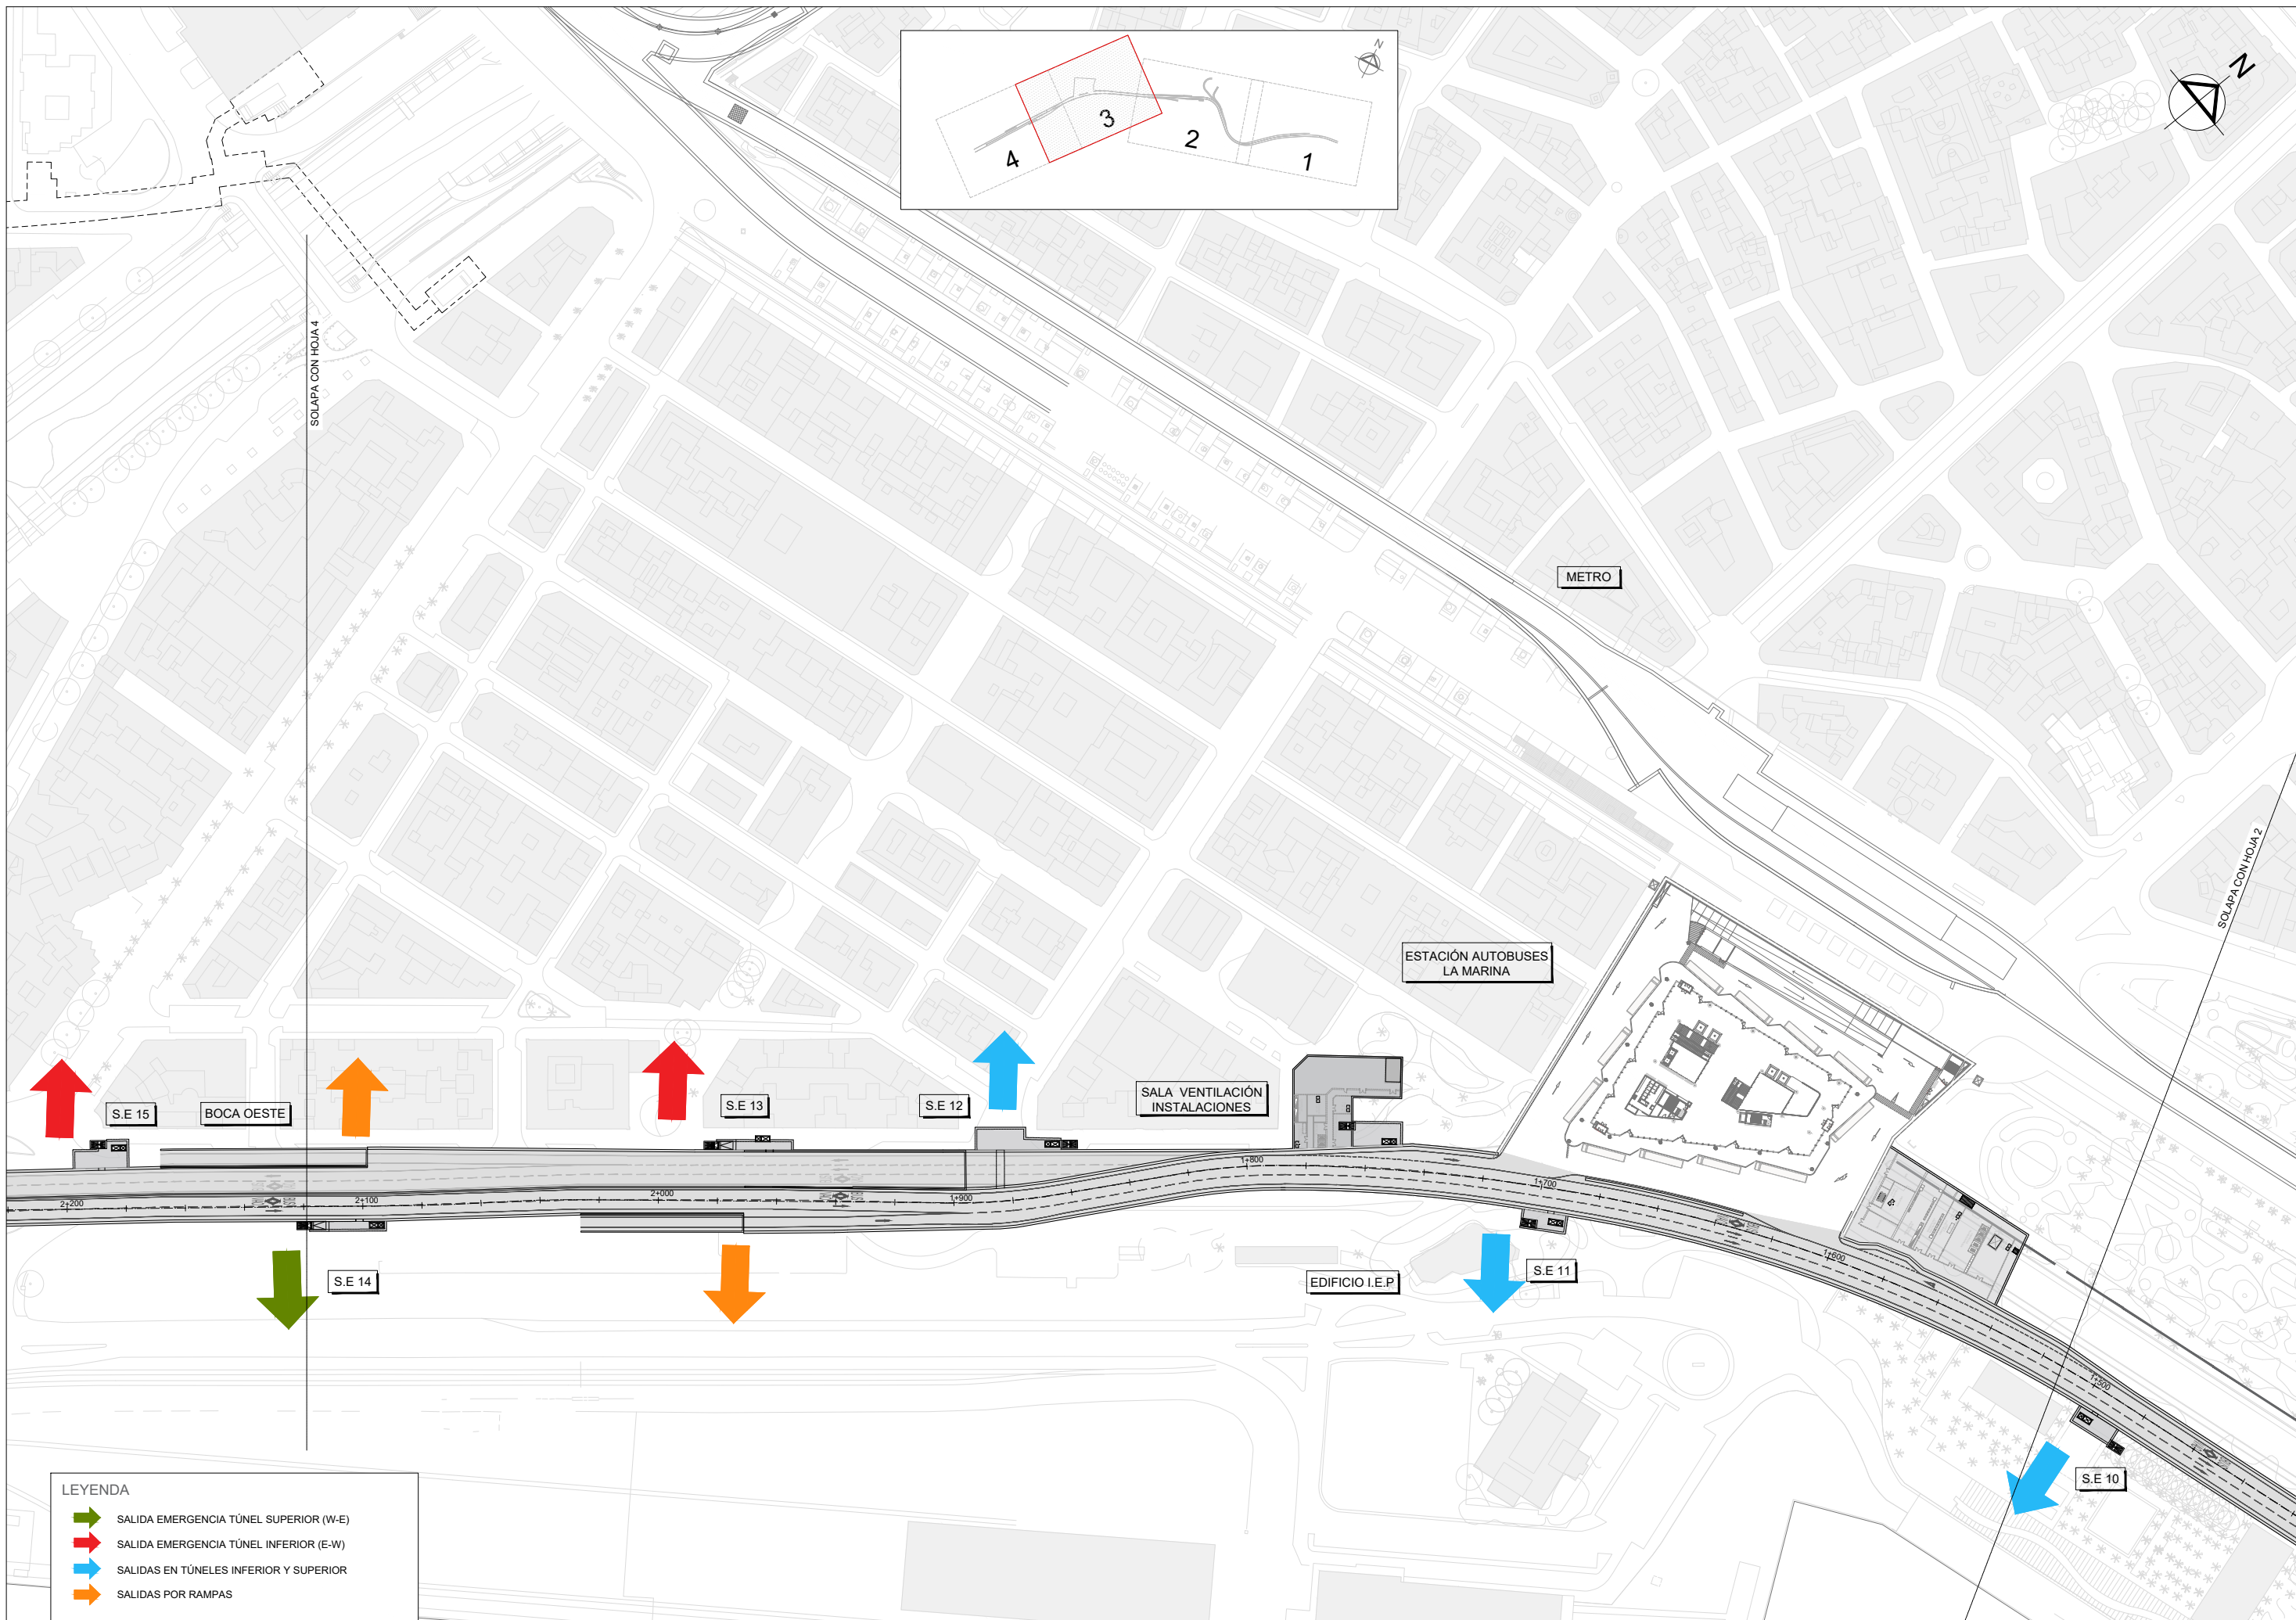 N
4
3
2
1
N
SOLAPA CON HOJA 4
METRO
SOLAPA CON HOJA 2
ESTACIÓN AUTOBUSES
LA MARINA
S.E 15
BOCA OESTE
S.E 13
S.E 12
SALA VENTILACIÓN
INSTALACIONES
2+200
2+100
2+000
1+900
1+800
1+700
1+600
1+500
S.E 14
EDIFICIO I.E.P
S.E 11
S.E 10
LEYENDA
SALIDA EMERGENCIA TÚNEL SUPERIOR (W-E)
SALIDA EMERGENCIA TÚNEL INFERIOR (E-W)
SALIDAS EN TÚNELES INFERIOR Y SUPERIOR
SALIDAS POR RAMPAS